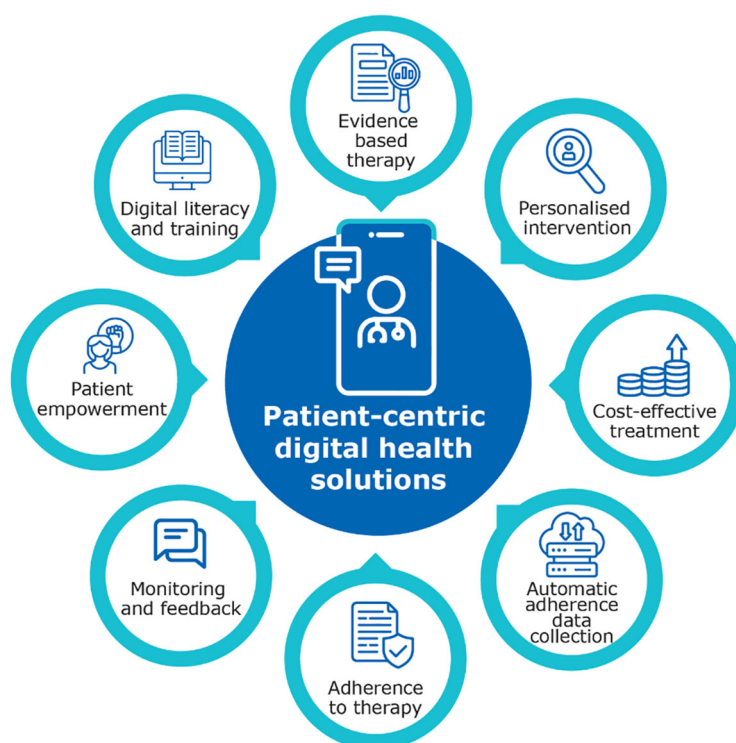 Evidence
based
therapy
Personalised
intervention
Cost-effective
treatment
Automatic
adherence
data
collection
Adherence
to therapy
Monitoring
and feedback
Patient
empowerment
Digital literacy
and training
Patient-centric
digital health
solutions